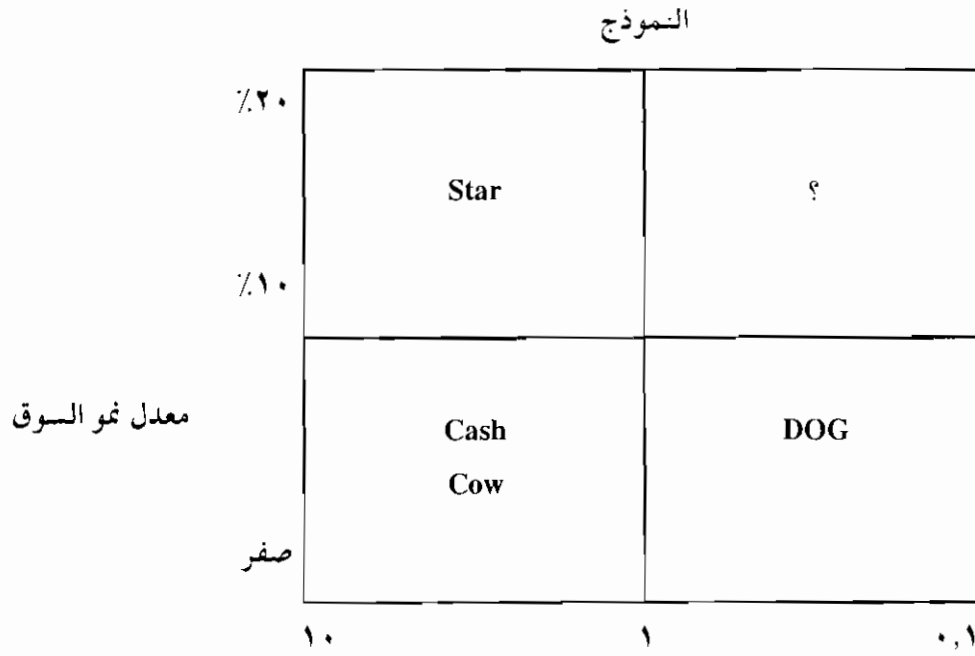 النموذج
٪٢٠
Star
؟
٪١٠
معدل نمو السوق
Cash
Cow
DOG
صفر
١٠
١
٠,١